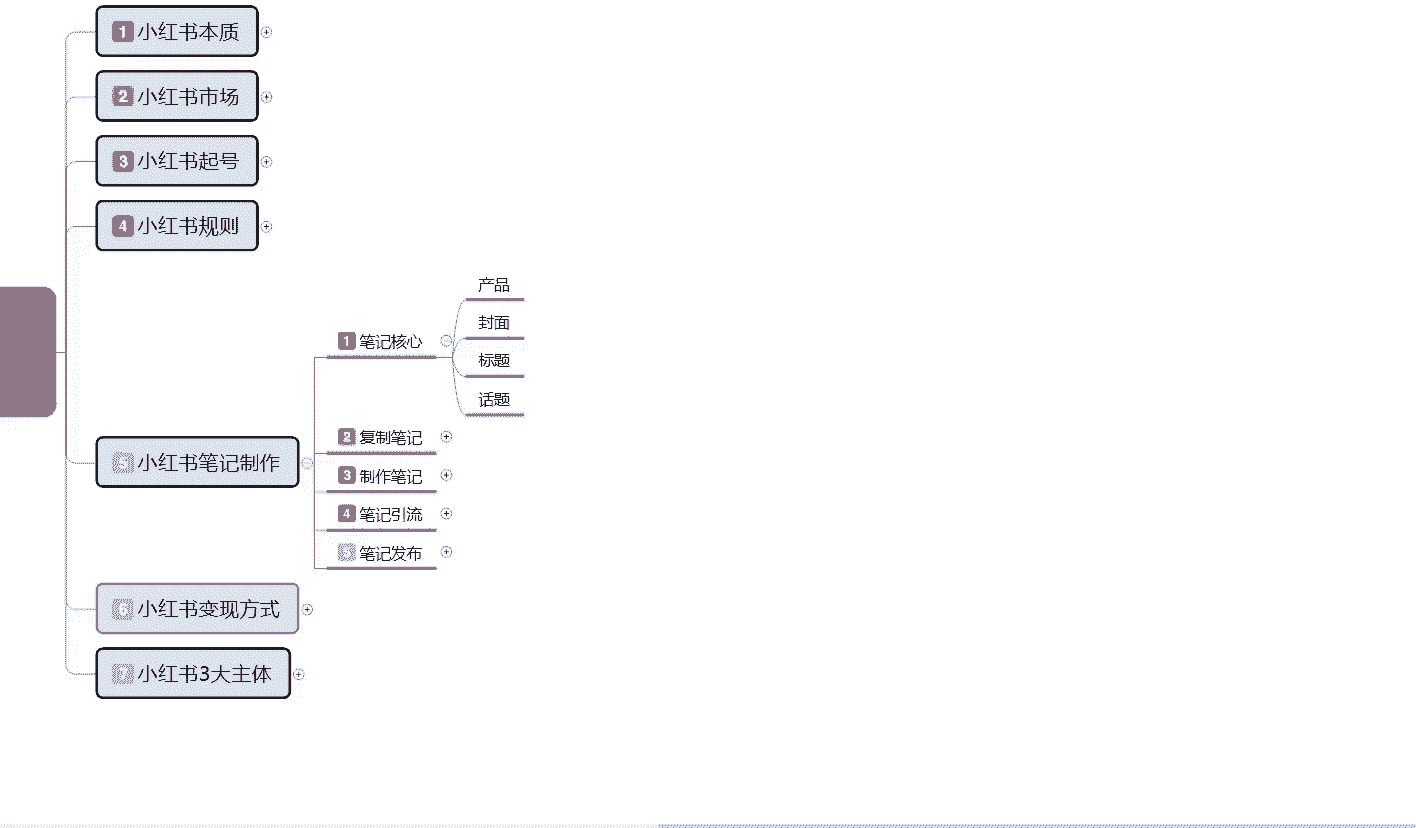 1 小红书本质
2 小红书市场
3 小红书起号
4 小红书规则
5 小红书笔记制作
1 笔记核心
产品
封面
标题
话题
2 复制笔记
3 制作笔记
4 笔记引流
5 笔记发布
6 小红书变现方式
7 小红书3大主体